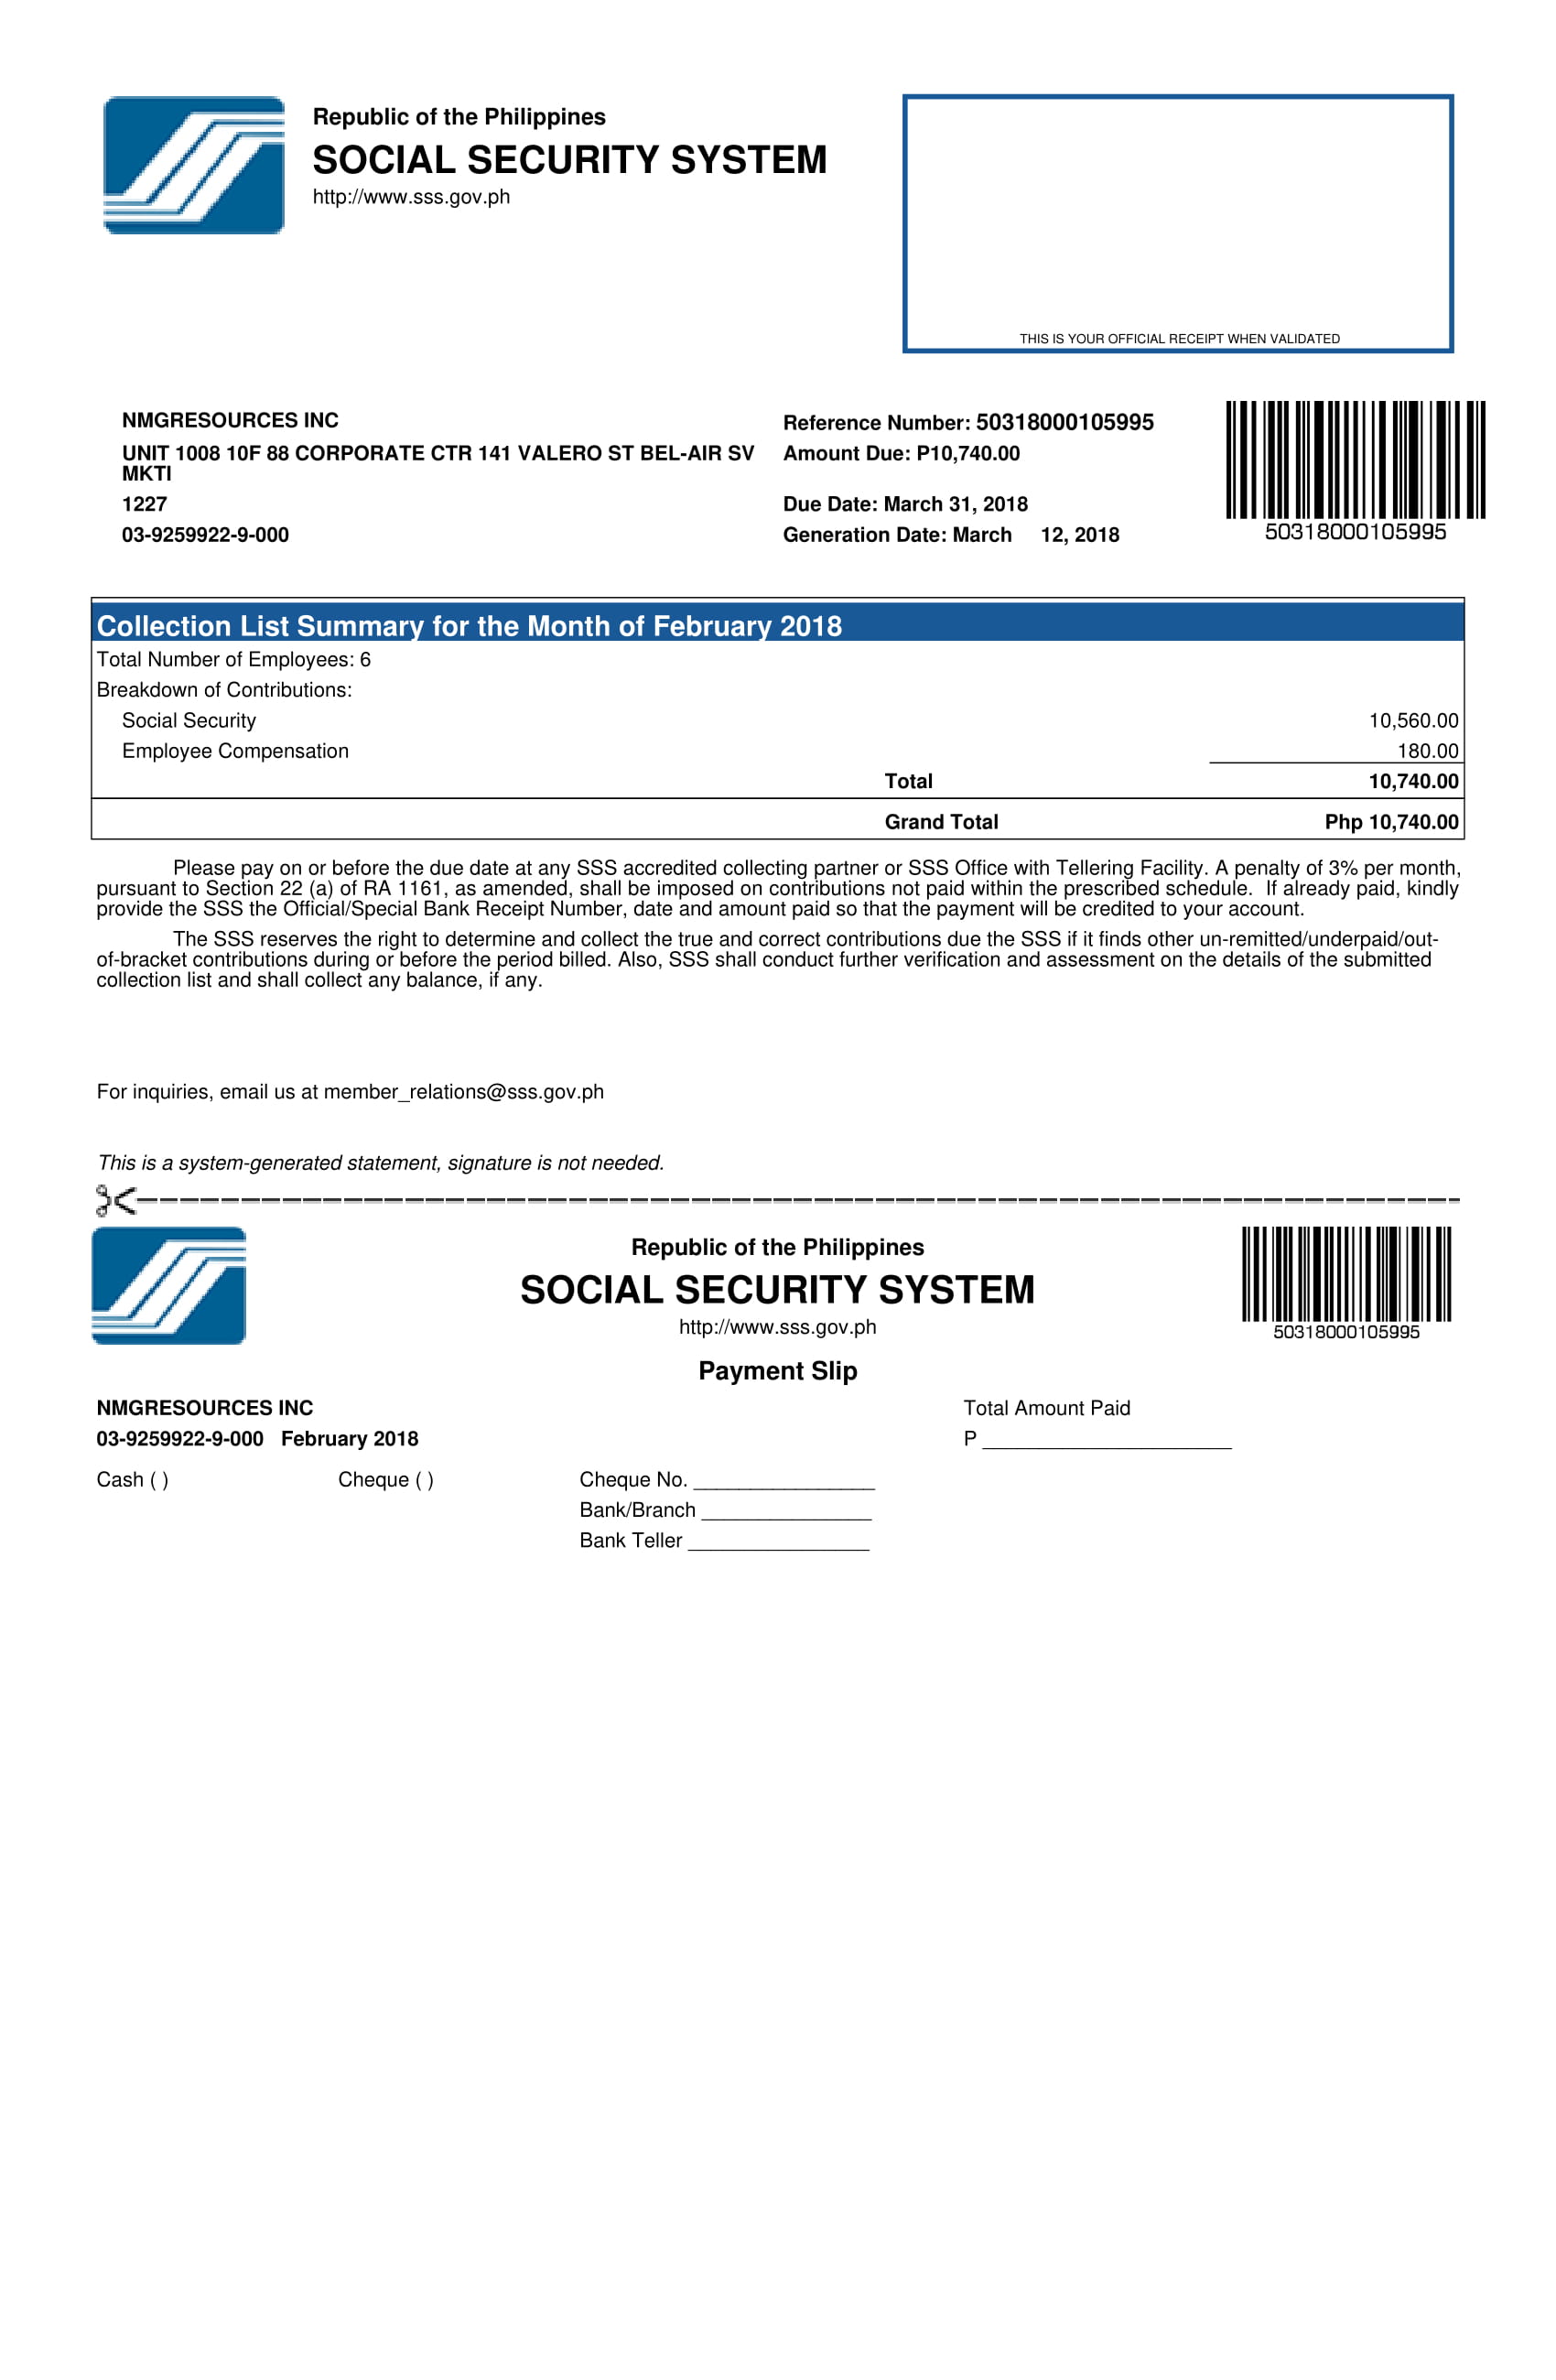 Republic of the Philippines
SOCIAL SECURITY SYSTEM
http://www.sss.gov.ph
THIS IS YOUR OFFICIAL RECEIPT WHEN VALIDATED
NMGRESOURCES INC
UNIT 1008 10F 88 CORPORATE CTR 141 VALERO ST BEL-AIR SV
MKTI
1227
03-9259922-9-000
Reference Number: 50318000105995
Amount Due: P10,740.00
Due Date: March 31, 2018
Generation Date: March 12, 2018
50318000105995
Collection List Summary for the Month of February 2018
Total Number of Employees: 6
Breakdown of Contributions:
Social Security 10,560.00
Employee Compensation 180.00
Total 10,740.00
Grand Total Php 10,740.00
Please pay on or before the due date at any SSS accredited collecting partner or SSS Office with Tellering Facility. A penalty of 3% per month,
pursuant to Section 22 (a) of RA 1161, as amended, shall be imposed on contributions not paid within the prescribed schedule. If already paid, kindly
provide the SSS the Official/Special Bank Receipt Number, date and amount paid so that the payment will be credited to your account.
The SSS reserves the right to determine and collect the true and correct contributions due the SSS if it finds other un-remitted/underpaid/out-
of-bracket contributions during or before the period billed. Also, SSS shall conduct further verification and assessment on the details of the submitted
collection list and shall collect any balance, if any.
For inquiries, email us at member_relations@sss.gov.ph
This is a system-generated statement, signature is not needed.
Republic of the Philippines
SOCIAL SECURITY SYSTEM
http://www.sss.gov.ph
50318000105995
Payment Slip
NMGRESOURCES INC
03-9259922-9-000 February 2018
Total Amount Paid
P ______________________
Cash ( ) Cheque ( ) Cheque No. ________________
Bank/Branch _______________
Bank Teller ________________